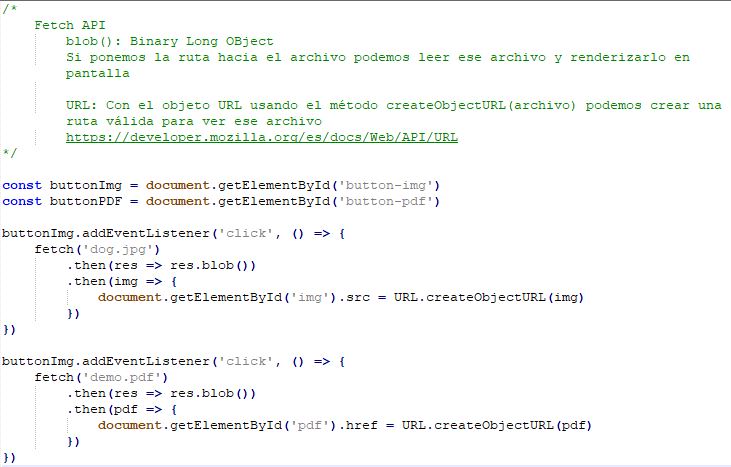 /*
    Fetch API
        blob(): Binary Long OBject
        Si ponemos la ruta hacia el archivo podemos leer ese archivo y renderizarlo en
        pantalla

        URL: Con el objeto URL usando el método createObjectURL(archivo) podemos crear una
        ruta válida para ver ese archivo
        https://developer.mozilla.org/es/docs/Web/API/URL
*/

const buttonImg = document.getElementById('button-img')
const buttonPDF = document.getElementById('button-pdf')

buttonImg.addEventListener('click', () => {
    fetch('dog.jpg')
        .then(res => res.blob())
        .then(img => {
            document.getElementById('img').src = URL.createObjectURL(img)
        })
})

buttonImg.addEventListener('click', () => {
    fetch('demo.pdf')
        .then(res => res.blob())
        .then(pdf => {
            document.getElementById('pdf').href = URL.createObjectURL(pdf)
        })
})